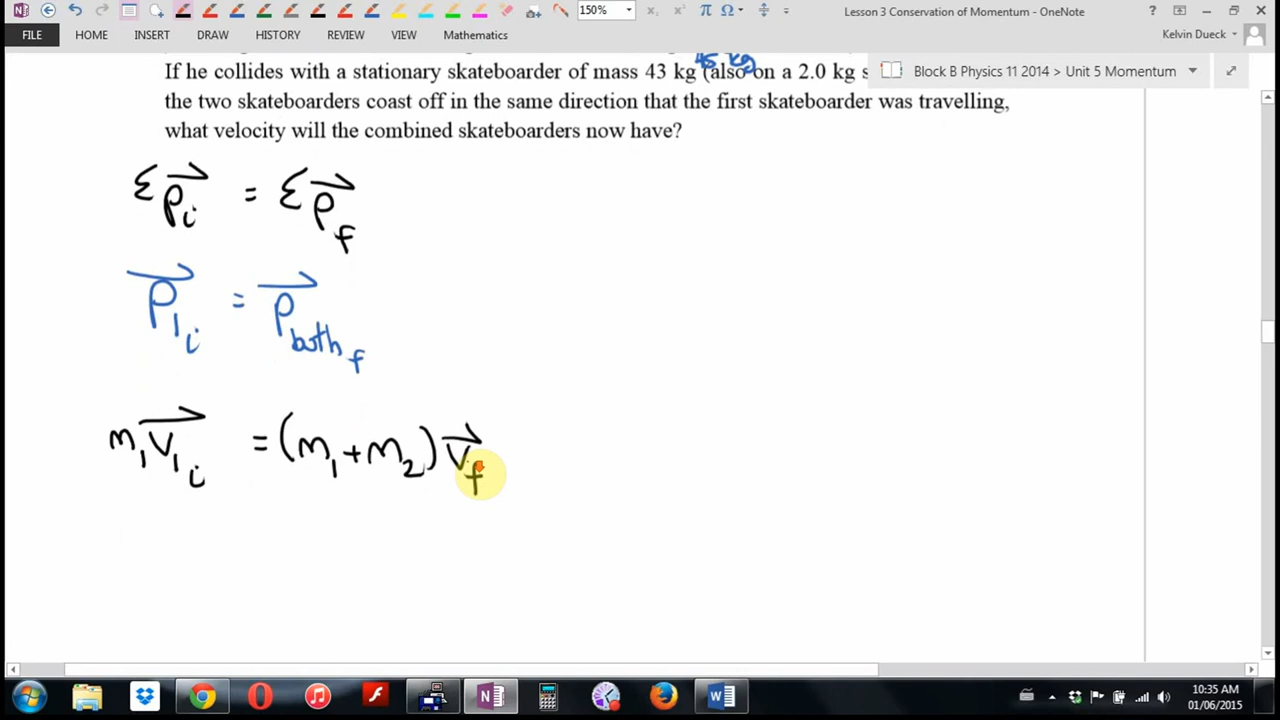 150%
Lesson 3 Conservation of Momentum - OneNote
FILE HOME INSERT DRAW HISTORY REVIEW VIEW Mathematics
Kelvin Dueck
45 kg
If he collides with a stationary skateboarder of mass 43 kg (also on a 2.0 kg s
Block B Physics 11 2014 > Unit 5 Momentum
the two skateboarders coast off in the same direction that the first skateboarder was travelling,
what velocity will the combined skateboarders now have?
Σp⃗i = Σp⃗f
p⃗1i = p⃗both f
m1v⃗1i = (m1+m2)v⃗f
10:35 AM
01/06/2015